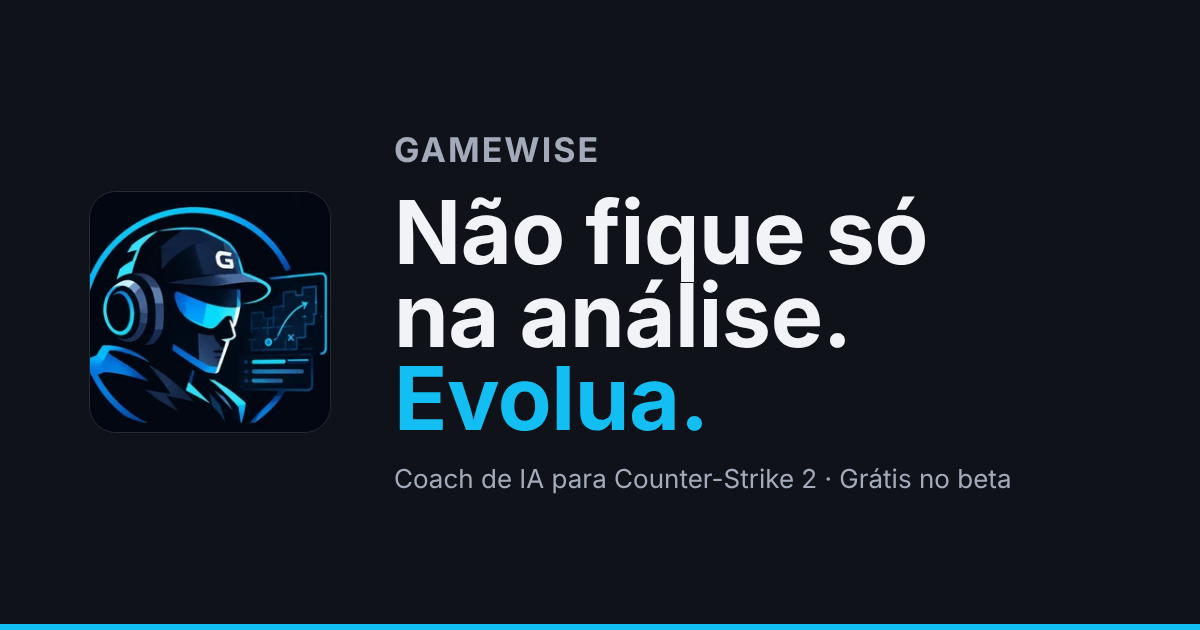 GAMEWISE
Não fique só
na análise.
Evolua.
Coach de IA para Counter-Strike 2 · Grátis no beta
G